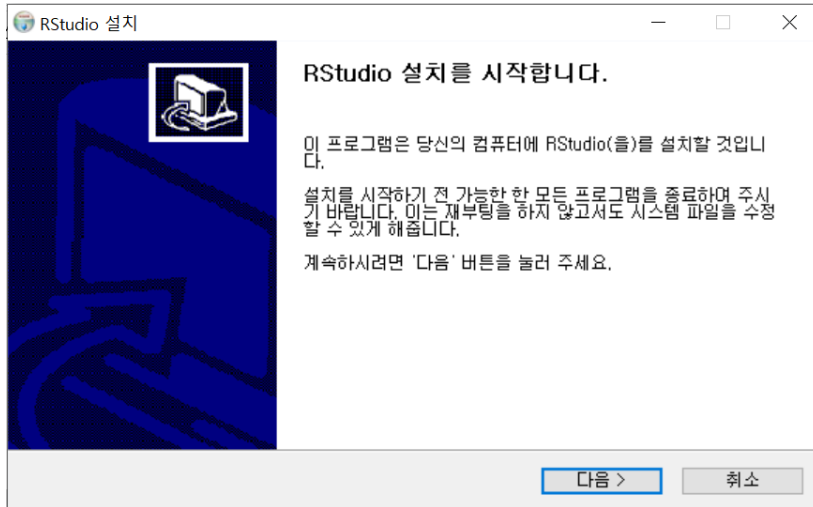 RStudio 설치
RStudio 설치를 시작합니다.
이 프로그램은 당신의 컴퓨터에 RStudio(을)를 설치할 것입니
다.
설치를 시작하기 전 가능한 한 모든 프로그램을 종료하여 주시
기 바랍니다. 이는 재부팅을 하지 않고서도 시스템 파일을 수정
할 수 있게 해줍니다.
계속하시려면 '다음' 버튼을 눌러 주세요.
다음 > 취소